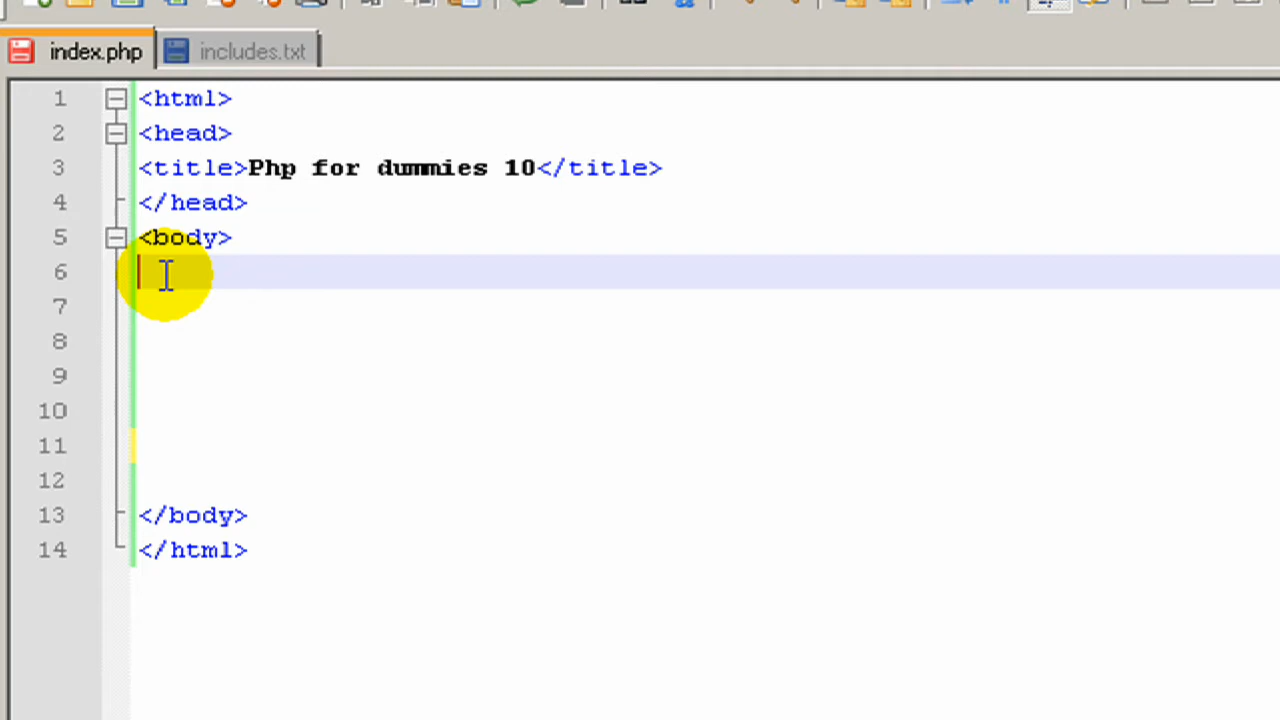 index.php includes.txt
1 <html>
2 <head>
3 <title>Php for dummies 10</title>
4 </head>
5 <body>
6
7
8
9
10
11
12
13 </body>
14 </html>